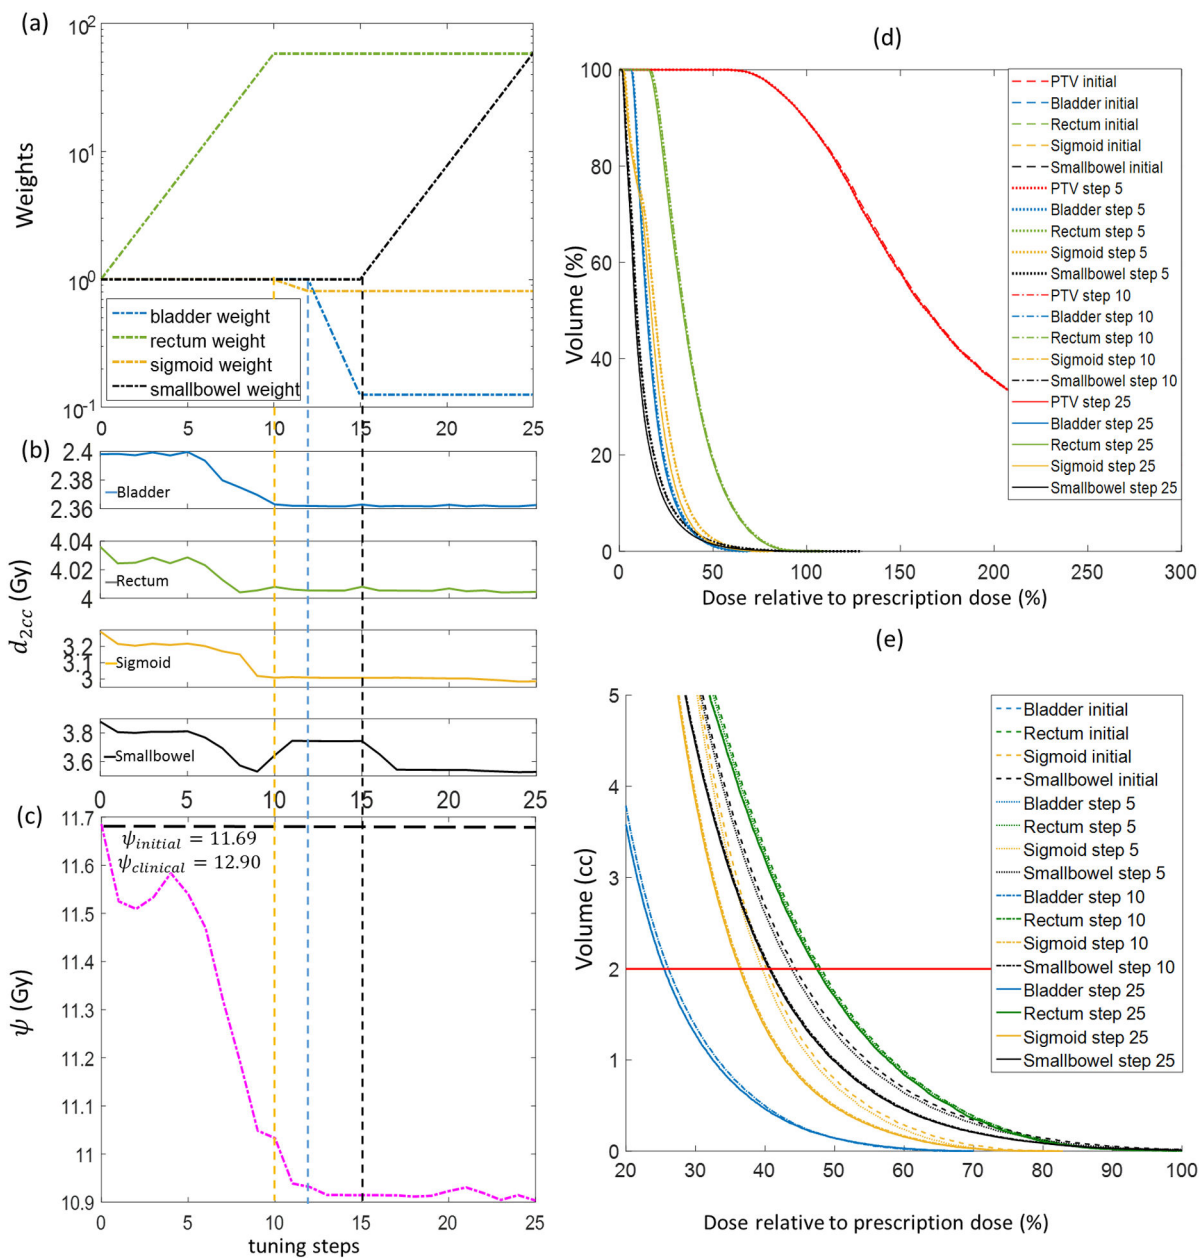 (a)
10²
10¹
10⁰
10⁻¹
Weights
bladder weight
rectum weight
sigmoid weight
smallbowel weight
0 5 10 15 20 25
(b)
2.4
2.38
2.36
Bladder
4.04
4.02
4
Rectum
3.2
3.1
3
Sigmoid
3.8
3.6
Smallbowel
d2cc (Gy)
0 5 10 15 20 25
(c)
11.7
11.6
11.5
11.4
11.3
11.2
11.1
11
10.9
ψinitial = 11.69
ψclinical = 12.90
ψ (Gy)
0 5 10 15 20 25
tuning steps
(d)
100
80
60
40
20
0
Volume (%)
PTV initial
Bladder initial
Rectum initial
Sigmoid initial
Smallbowel initial
PTV step 5
Bladder step 5
Rectum step 5
Sigmoid step 5
Smallbowel step 5
PTV step 10
Bladder step 10
Rectum step 10
Sigmoid step 10
Smallbowel step 10
PTV step 25
Bladder step 25
Rectum step 25
Sigmoid step 25
Smallbowel step 25
0 50 100 150 200 250 300
Dose relative to prescription dose (%)
(e)
5
4
3
2
1
0
Volume (cc)
Bladder initial
Rectum initial
Sigmoid initial
Smallbowel initial
Bladder step 5
Rectum step 5
Sigmoid step 5
Smallbowel step 5
Bladder step 10
Rectum step 10
Sigmoid step 10
Smallbowel step 10
Bladder step 25
Rectum step 25
Sigmoid step 25
Smallbowel step 25
20 30 40 50 60 70 80 90 100
Dose relative to prescription dose (%)